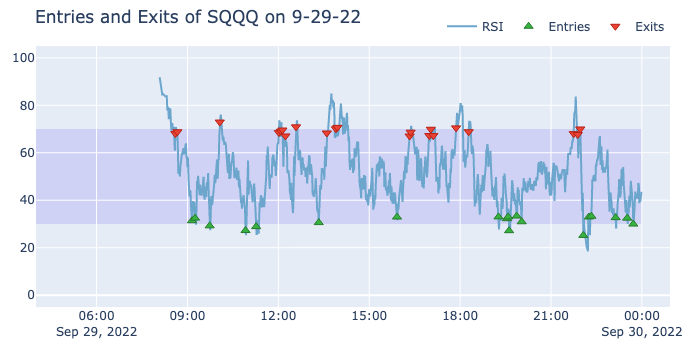 Entries and Exits of SQQQ on 9-29-22
RSI Entries Exits
100
80
60
40
20
0
06:00 09:00 12:00 15:00 18:00 21:00 00:00
Sep 29, 2022 Sep 30, 2022